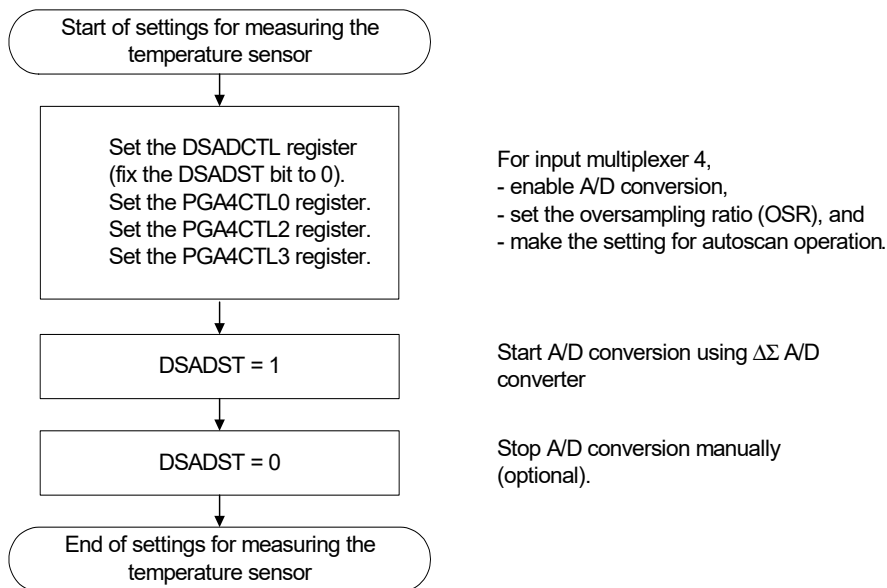 Start of settings for measuring the
temperature sensor
Set the DSADCTL register
(fix the DSADST bit to 0).
Set the PGA4CTL0 register.
Set the PGA4CTL2 register.
Set the PGA4CTL3 register.
For input multiplexer 4,
- enable A/D conversion,
- set the oversampling ratio (OSR), and
- make the setting for autoscan operation.
DSADST = 1
Start A/D conversion using ΔΣ A/D
converter
DSADST = 0
Stop A/D conversion manually
(optional).
End of settings for measuring the
temperature sensor